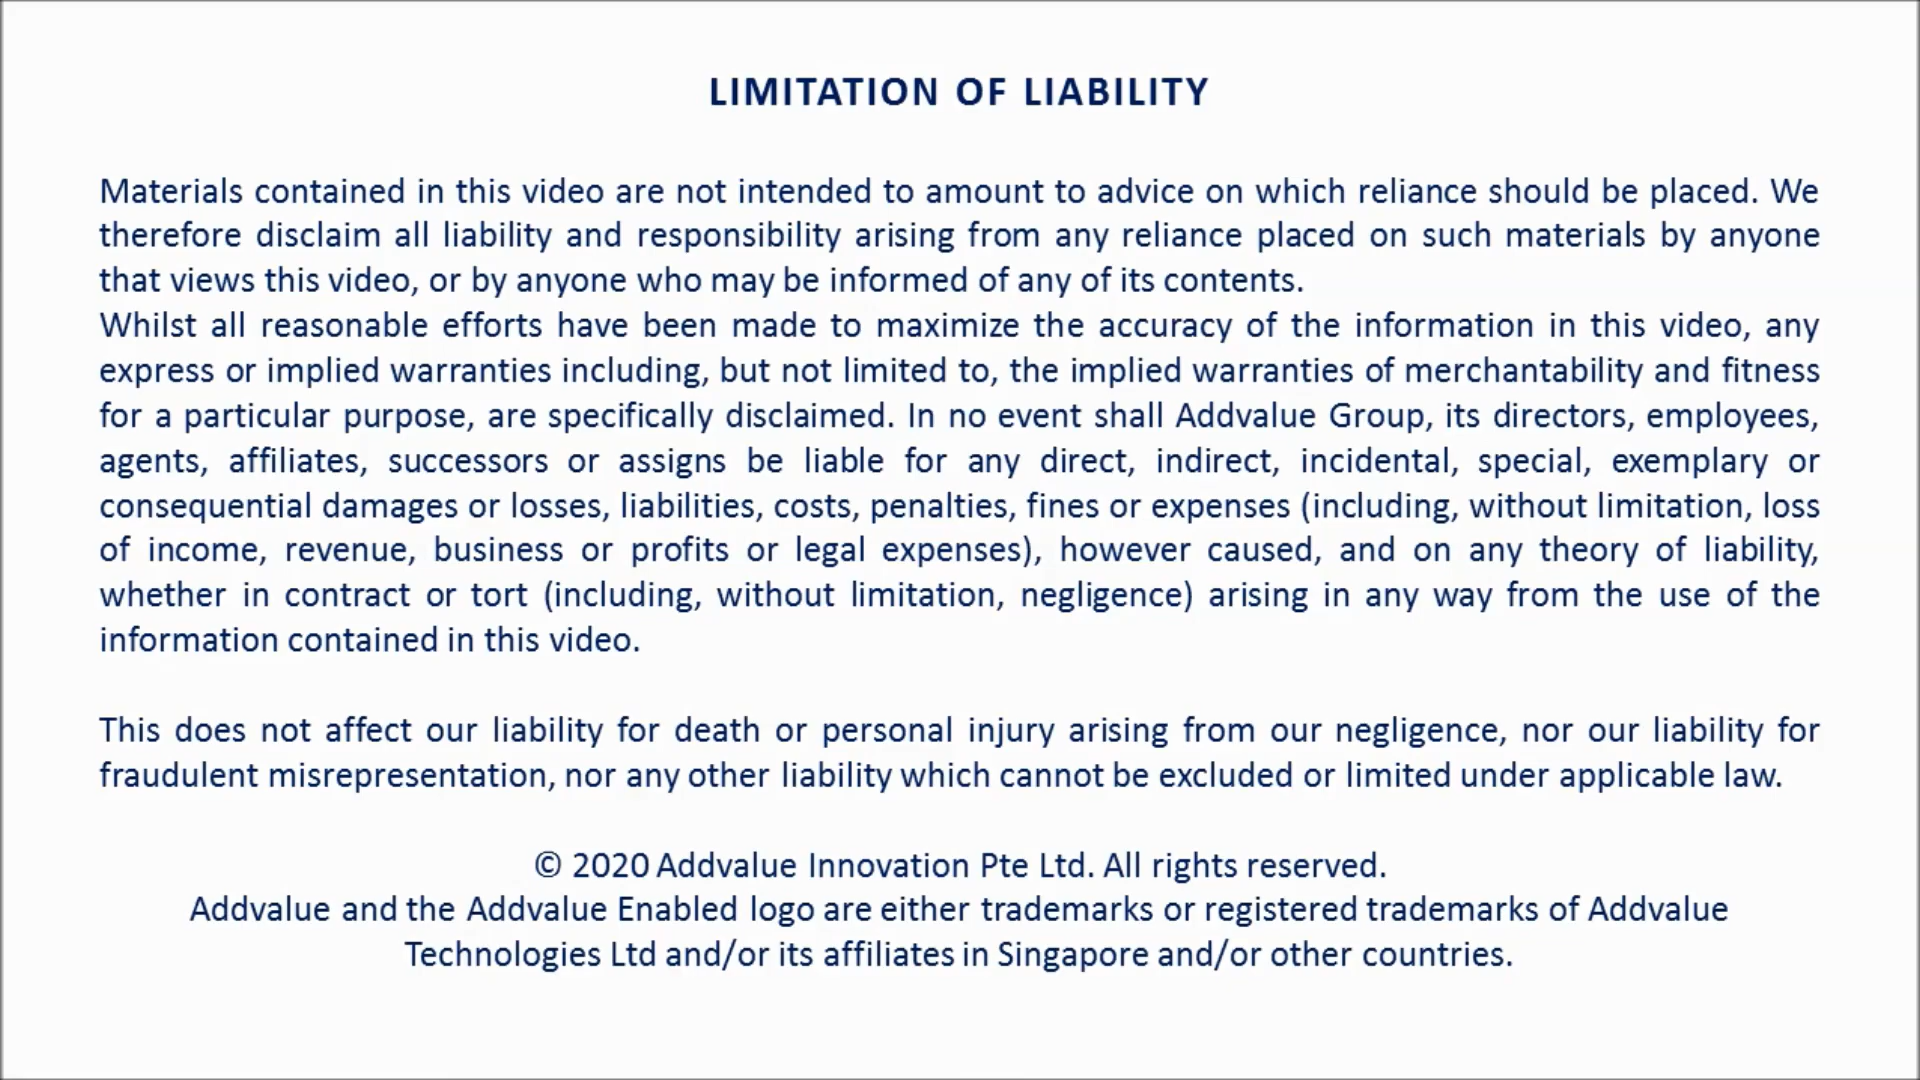 LIMITATION OF LIABILITY
Materials contained in this video are not intended to amount to advice on which reliance should be placed. We
therefore disclaim all liability and responsibility arising from any reliance placed on such materials by anyone
that views this video, or by anyone who may be informed of any of its contents.
Whilst all reasonable efforts have been made to maximize the accuracy of the information in this video, any
express or implied warranties including, but not limited to, the implied warranties of merchantability and fitness
for a particular purpose, are specifically disclaimed. In no event shall Addvalue Group, its directors, employees,
agents, affiliates, successors or assigns be liable for any direct, indirect, incidental, special, exemplary or
consequential damages or losses, liabilities, costs, penalties, fines or expenses (including, without limitation, loss
of income, revenue, business or profits or legal expenses), however caused, and on any theory of liability,
whether in contract or tort (including, without limitation, negligence) arising in any way from the use of the
information contained in this video.
This does not affect our liability for death or personal injury arising from our negligence, nor our liability for
fraudulent misrepresentation, nor any other liability which cannot be excluded or limited under applicable law.
© 2020 Addvalue Innovation Pte Ltd. All rights reserved.
Addvalue and the Addvalue Enabled logo are either trademarks or registered trademarks of Addvalue
Technologies Ltd and/or its affiliates in Singapore and/or other countries.